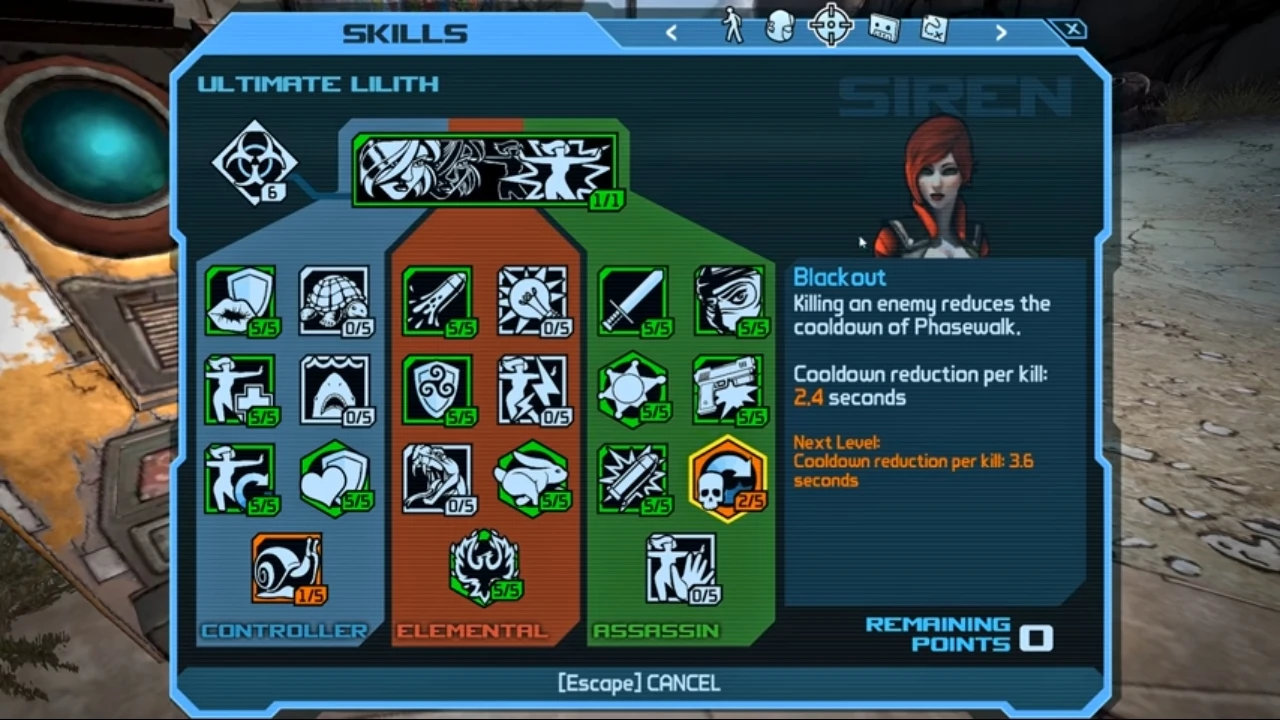 SKILLS
< >
X
ULTIMATE LILITH
SIREN
6
1/1
5/5 0/5 5/5 0/5 5/5 5/5
5/5 0/5 5/5 0/5 5/5 5/5
5/5 5/5 0/5 5/5 5/5 2/5
1/5 5/5 0/5
CONTROLLER ELEMENTAL ASSASSIN
Blackout
Killing an enemy reduces the
cooldown of Phasewalk.
Cooldown reduction per kill:
2.4 seconds
Next Level:
Cooldown reduction per kill: 3.6
seconds
REMAINING
POINTS 0
[Escape] CANCEL